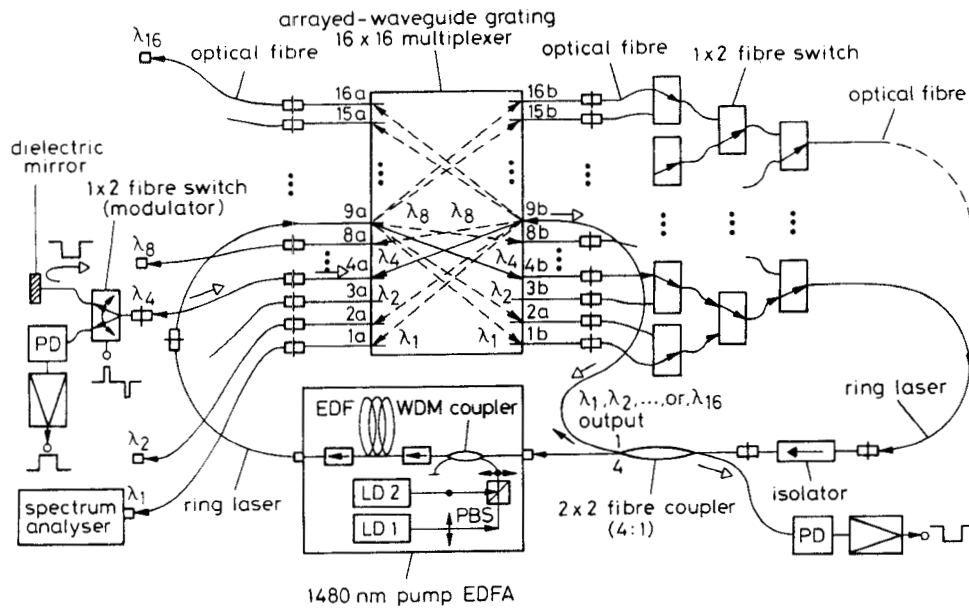 arrayed-waveguide grating
16 x 16 multiplexer
λ16
optical fibre
1x2 fibre switch
optical fibre
optical fibre
16a
16b
15a
15b
dielectric
mirror
1x2 fibre switch
(modulator)
9a
λ8
λ8
9b
λ8
8a
8b
λ4
4a
λ4
λ4
4b
3a
λ2
λ2
3b
2a
2a
PD
1a
λ1
λ1
1b
λ2
EDF
WDM coupler
λ1, λ2, ...., or, λ16
output
1
4
ring laser
isolator
2x2 fibre coupler
(4:1)
λ1
spectrum
analyser
ring laser
LD 2
LD 1
PBS
PD
1480 nm pump EDFA